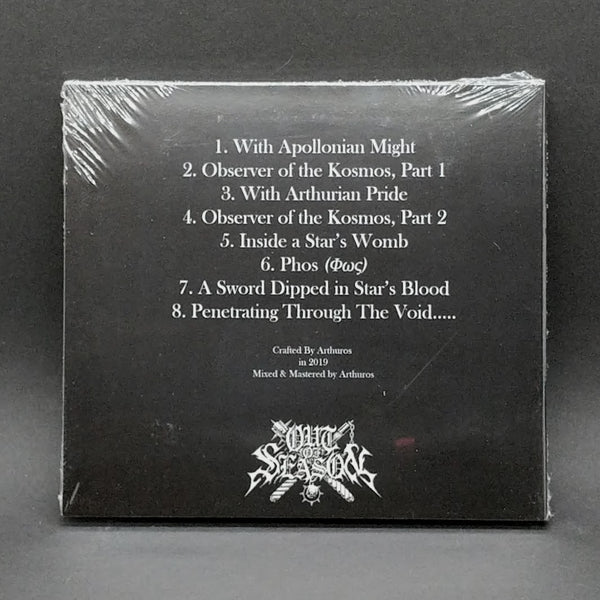 1. With Apollonian Might
2. Observer of the Kosmos, Part 1
3. With Arthurian Pride
4. Observer of the Kosmos, Part 2
5. Inside a Star's Womb
6. Phos (Φως)
7. A Sword Dipped in Star's Blood
8. Penetrating Through The Void.....
Crafted By Arthuros
in 2019
Mixed & Mastered by Arthuros
OUT
OF
SEASON